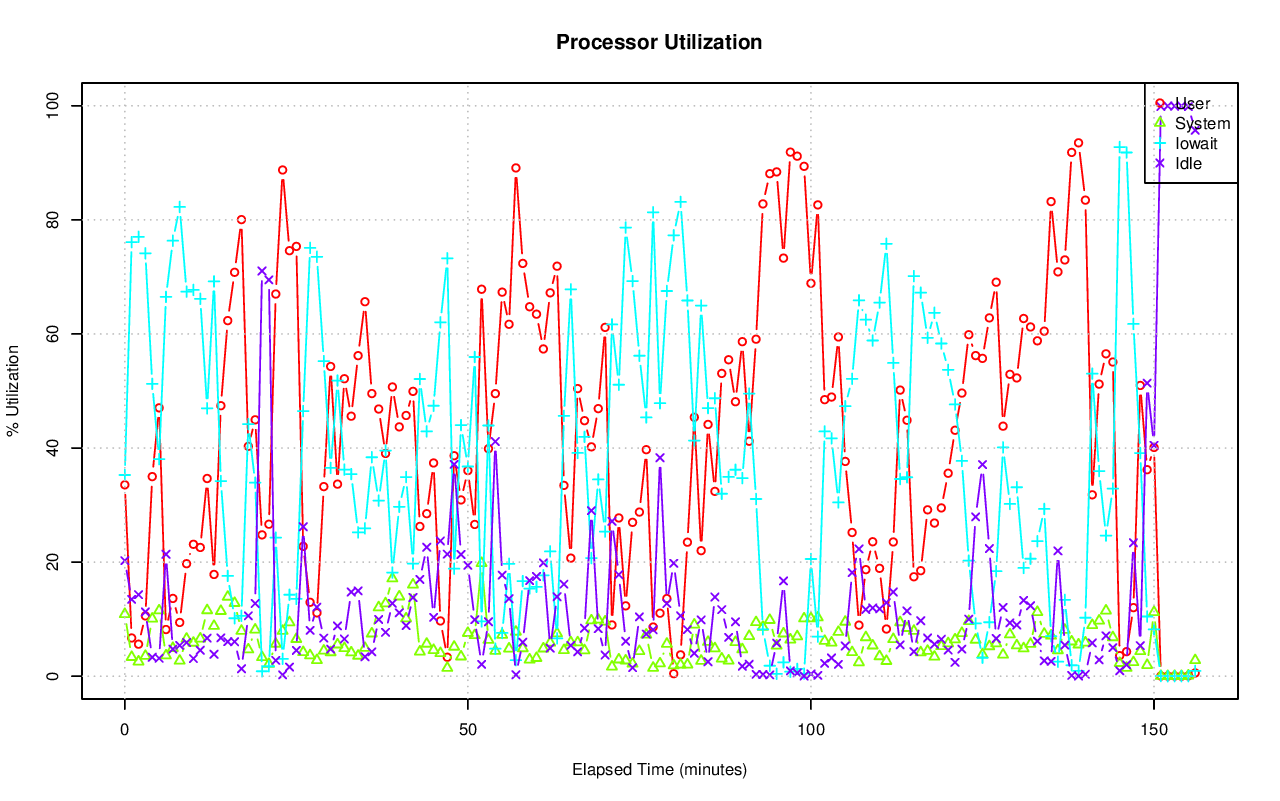 Processor Utilization
% Utilization
100
80
60
40
20
0
User
System
Iowait
Idle
0 50 100 150
Elapsed Time (minutes)